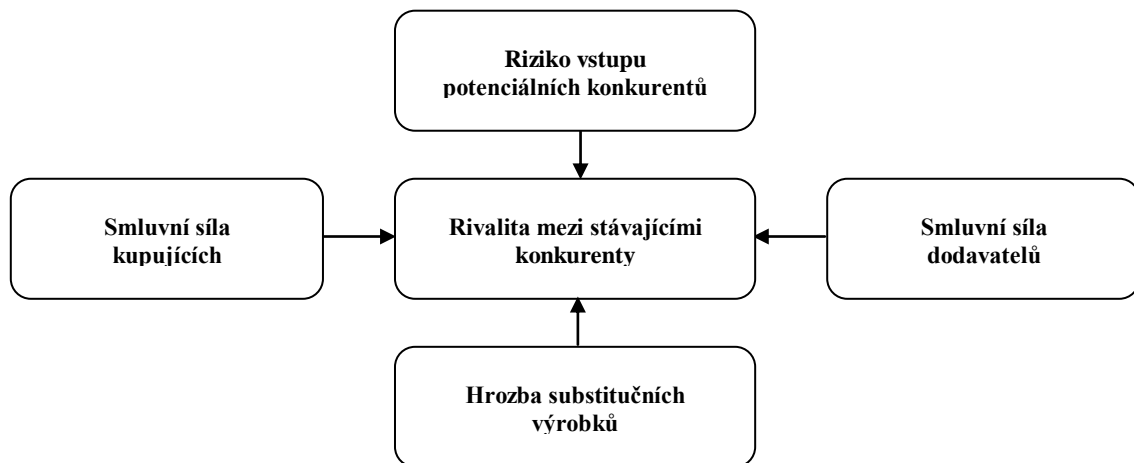 Riziko vstupu
potenciálních konkurentů
Smluvní síla
kupujících
Rivalita mezi stávajícími
konkurenty
Smluvní síla
dodavatelů
Hrozba substitučních
výrobků